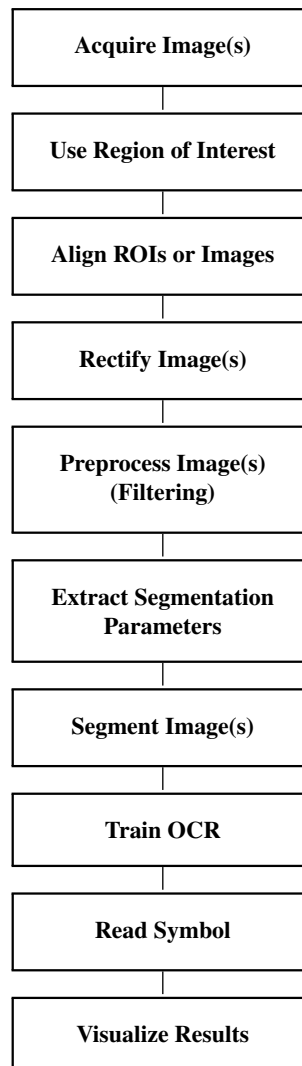 Acquire Image(s)
Use Region of Interest
Align ROIs or Images
Rectify Image(s)
Preprocess Image(s)
(Filtering)
Extract Segmentation
Parameters
Segment Image(s)
Train OCR
Read Symbol
Visualize Results